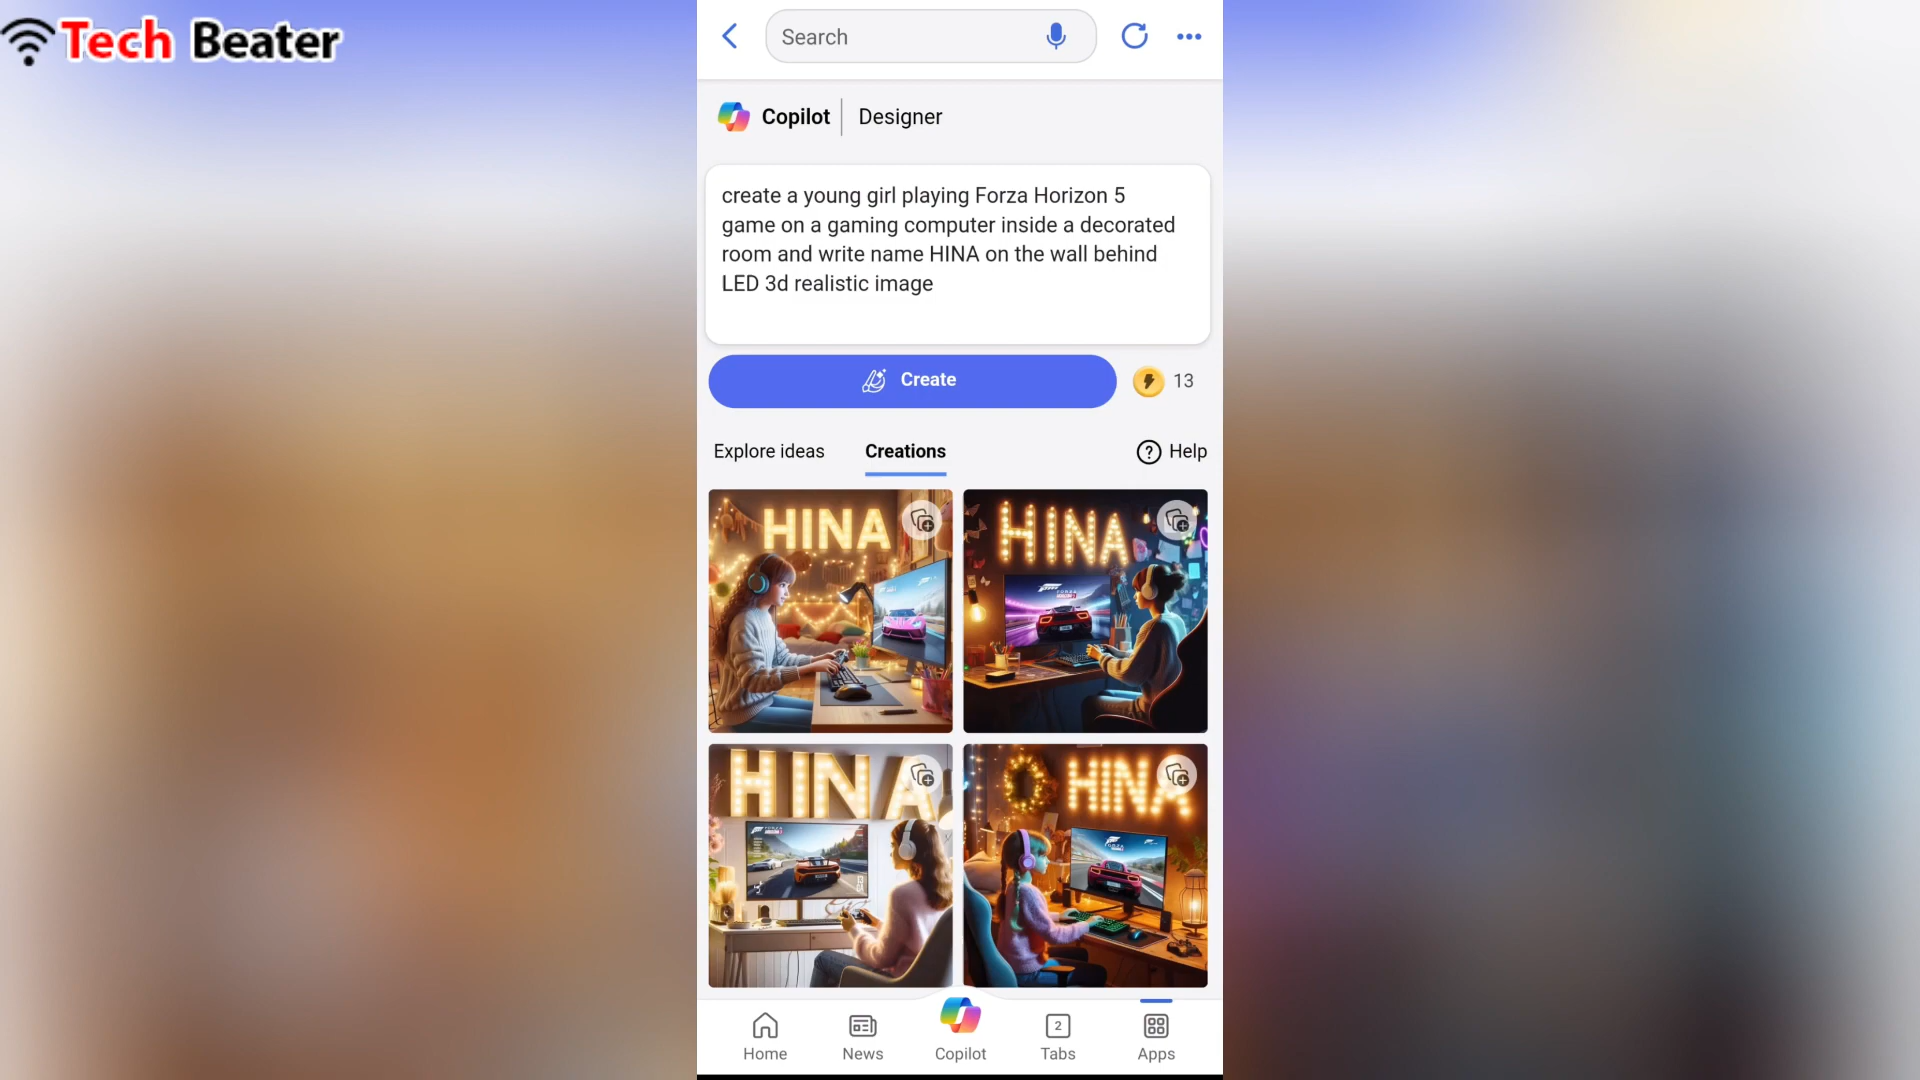 Tech Beater
Search
Copilot
Designer
create a young girl playing Forza Horizon 5
game on a gaming computer inside a decorated
room and write name HINA on the wall behind
LED 3d realistic image
Create
13
Explore ideas
Creations
Help
HINA
HINA
HINA
HINA
Home
News
Copilot
2
Tabs
Apps